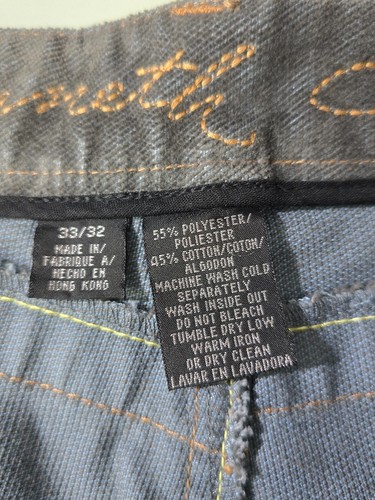 33/32
MADE IN/
FABRIQUE A/
HECHO EN
HONG KONG
55% POLYESTER/
POLIESTER
45% COTTON/COTON/
ALGODON
MACHINE WASH COLD
SEPARATELY
WASH INSIDE OUT
DO NOT BLEACH
TUMBLE DRY LOW
WARM IRON
OR DRY CLEAN
LAVAR EN LAVADORA